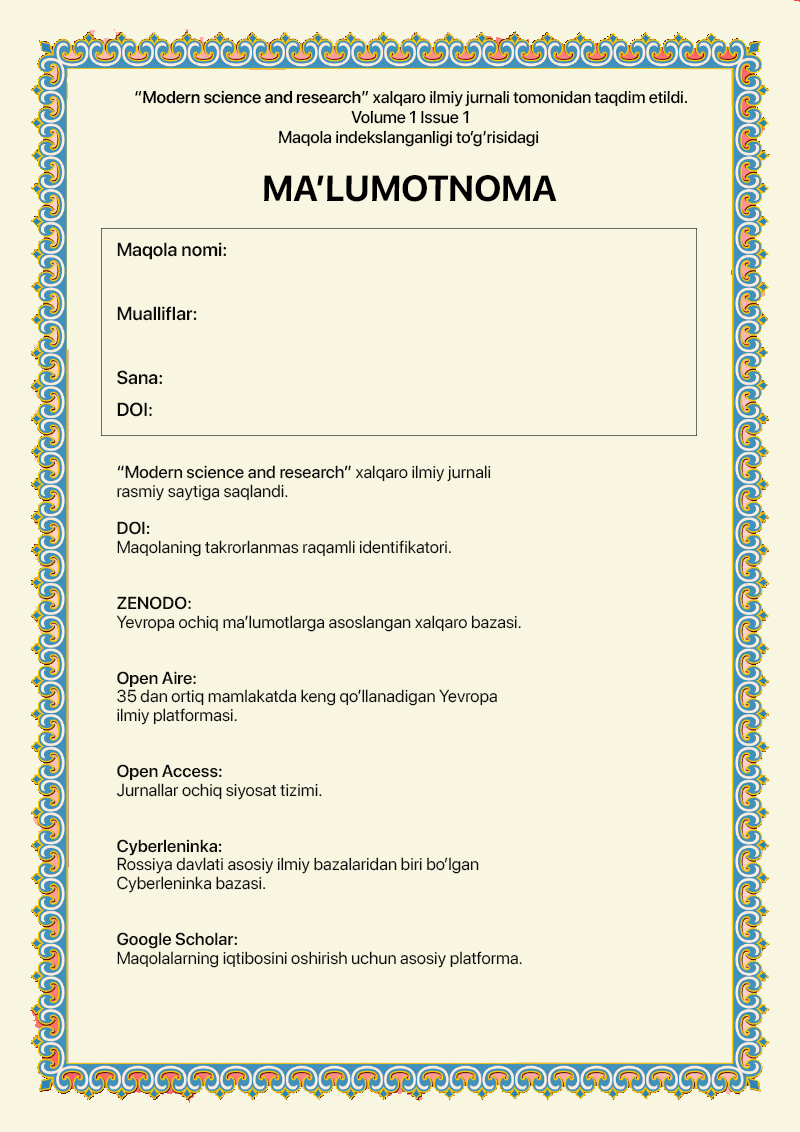 “Modern science and research” xalqaro ilmiy jurnali tomonidan taqdim etildi.
Volume 1 Issue 1
Maqola indekslanganligi to‘g‘risidagi
MA’LUMOTNOMA
Maqola nomi:
Mualliflar:
Sana:
DOI:
“Modern science and research” xalqaro ilmiy jurnali
rasmiy saytiga saqlandi.
DOI:
Maqolaning takrorlanmas raqamli identifikatori.
ZENODO:
Yevropa ochiq ma’lumotlarga asoslangan xalqaro bazasi.
Open Aire:
35 dan ortiq mamlakatda keng qo‘llanadigan Yevropa
ilmiy platformasi.
Open Access:
Jurnallar ochiq siyosat tizimi.
Cyberleninka:
Rossiya davlati asosiy ilmiy bazalaridan biri bo‘lgan
Cyberleninka bazasi.
Google Scholar:
Maqolalarning iqtibosini oshirish uchun asosiy platforma.